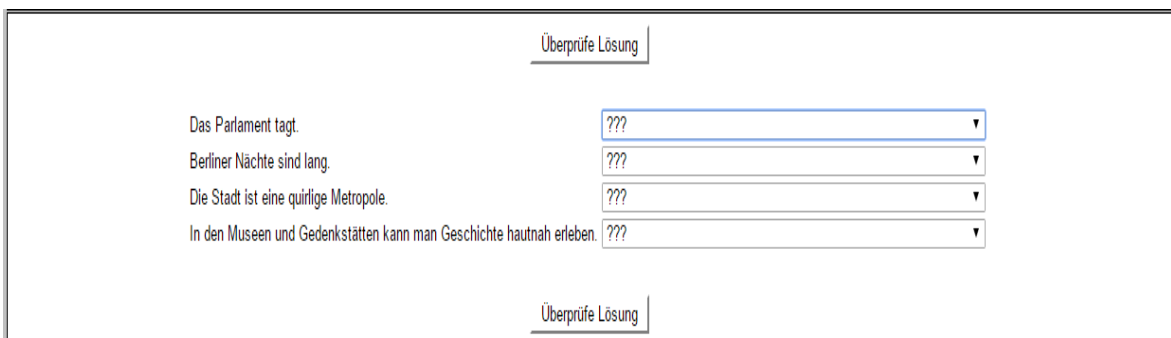 Überprüfe Lösung
Das Parlament tagt. ???
Berliner Nächte sind lang. ???
Die Stadt ist eine quirlige Metropole. ???
In den Museen und Gedenkstätten kann man Geschichte hautnah erleben. ???
Überprüfe Lösung